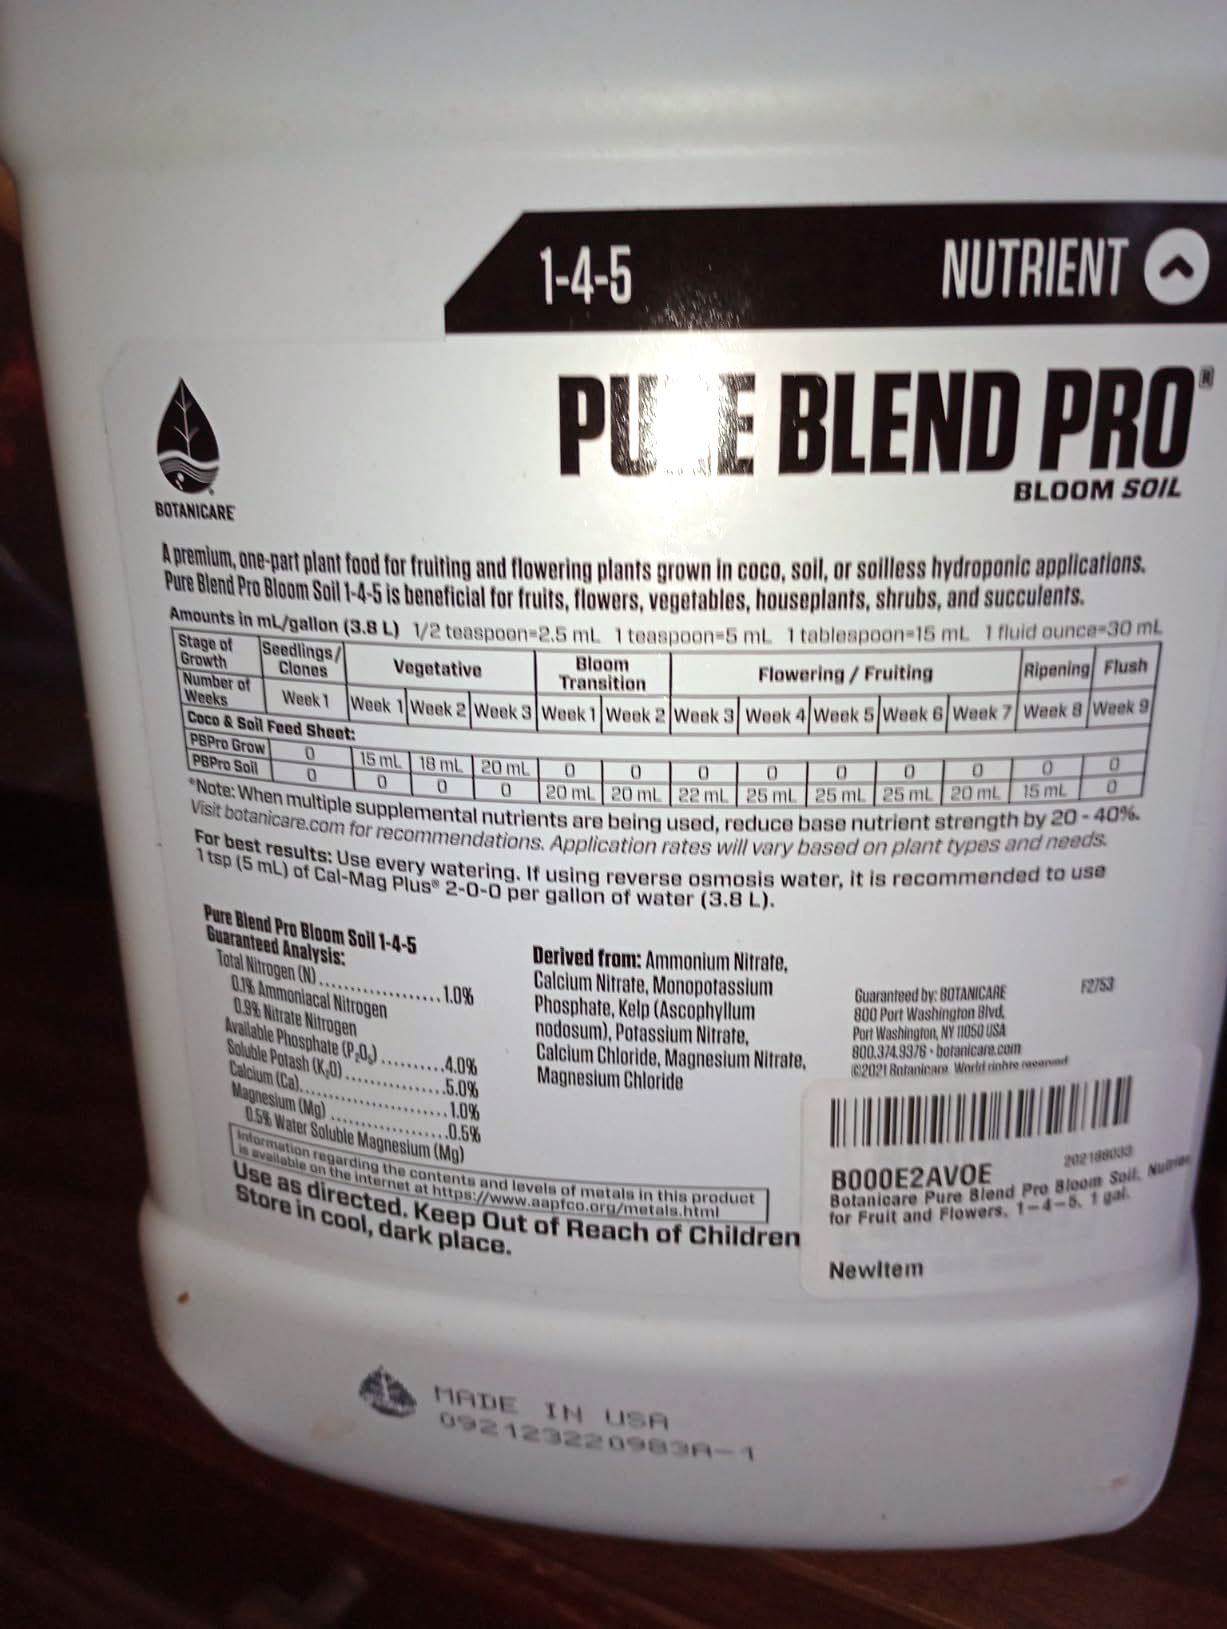 1-4-5
NUTRIENT
PURE BLEND PRO®
BLOOM SOIL
BOTANICARE®
A premium, one-part plant food for fruiting and flowering plants grown in coco, soil, or soilless hydroponic applications.
Pure Blend Pro Bloom Soil 1-4-5 is beneficial for fruits, flowers, vegetables, houseplants, shrubs, and succulents.
Amounts in mL/gallon (3.8 L) 1/2 teaspoon=2.5 mL 1 teaspoon=5 mL 1 tablespoon=15 mL 1 fluid ounce=30 mL
Stage of Growth Seedlings/Clones Vegetative Bloom Transition Flowering / Fruiting Ripening Flush
Number of Weeks Week 1 Week 1 Week 2 Week 3 Week 1 Week 2 Week 3 Week 4 Week 5 Week 6 Week 7 Week 8 Week 9
Coco & Soil Feed Sheet:
PBPro Grow 0 15 mL 18 mL 20 mL 0 0 0 0 0 0 0 0 0
PBPro Soil 0 0 0 0 20 mL 20 mL 22 mL 25 mL 25 mL 25 mL 20 mL 15 mL 0
*Note: When multiple supplemental nutrients are being used, reduce base nutrient strength by 20 - 40%.
Visit botanicare.com for recommendations. Application rates will vary based on plant types and needs.
For best results: Use every watering. If using reverse osmosis water, it is recommended to use
1 tsp (5 mL) of Cal-Mag Plus® 2-0-0 per gallon of water (3.8 L).
Pure Blend Pro Bloom Soil 1-4-5
Guaranteed Analysis:
Total Nitrogen (N)...................1.0%
0.1% Ammoniacal Nitrogen
0.9% Nitrate Nitrogen
Available Phosphate (P₂O₅).........4.0%
Soluble Potash (K₂O)...............5.0%
Calcium (Ca).......................1.0%
Magnesium (Mg).................0.5%
0.5% Water Soluble Magnesium (Mg)
Information regarding the contents and levels of metals in this product
is available on the internet at https://www.aapfco.org/metals.html
Use as directed. Keep Out of Reach of Children
Store in cool, dark place.
Derived from: Ammonium Nitrate,
Calcium Nitrate, Monopotassium
Phosphate, Kelp (Ascophyllum
nodosum), Potassium Nitrate,
Calcium Chloride, Magnesium Nitrate,
Magnesium Chloride
Guaranteed by: BOTANICARE
800 Port Washington Blvd,
Port Washington, NY 11050 USA
800.374.9376 • botanicare.com
©2021 Botanicare. World rights reserved
F2753
202188033
B000E2AVOE
Botanicare Pure Blend Pro Bloom Soil, Nutrien
for Fruit and Flowers, 1-4-5, 1 gal.
NewItem
MADE IN USA
092123220983A-1